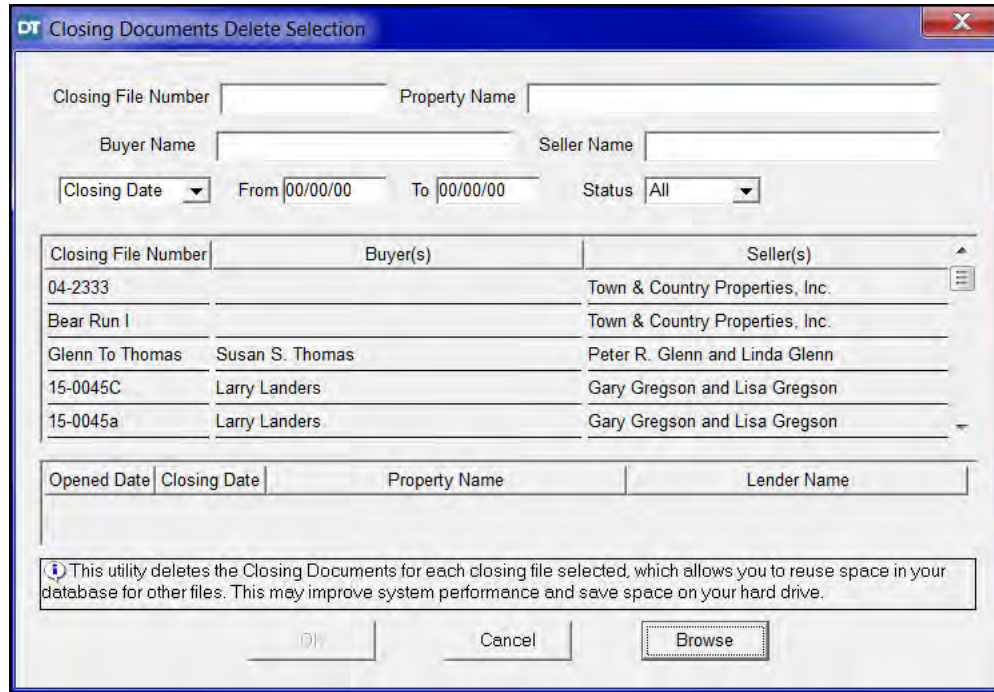 DT Closing Documents Delete Selection X
Closing File Number Property Name
Buyer Name Seller Name
Closing Date From 00/00/00 To 00/00/00 Status All
Closing File Number Buyer(s) Seller(s)
04-2333 Town & Country Properties, Inc.
Bear Run I Town & Country Properties, Inc.
Glenn To Thomas Susan S. Thomas Peter R. Glenn and Linda Glenn
15-0045C Larry Landers Gary Gregson and Lisa Gregson
15-0045a Larry Landers Gary Gregson and Lisa Gregson
Opened Date Closing Date Property Name Lender Name
This utility deletes the Closing Documents for each closing file selected, which allows you to reuse space in your
database for other files. This may improve system performance and save space on your hard drive.
OK Cancel Browse